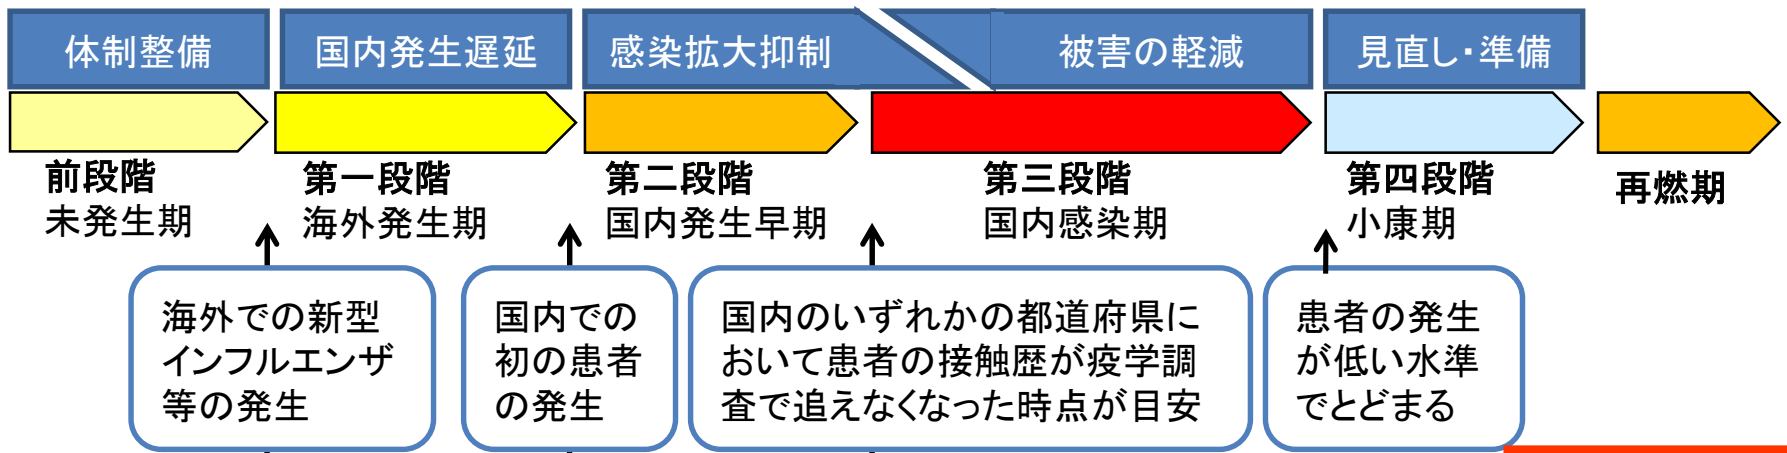 体制整備
国内発生遅延
感染拡大抑制
被害の軽減
見直し・準備
前段階
未発生期
第一段階
海外発生期
第二段階
国内発生早期
第三段階
国内感染期
第四段階
小康期
再燃期
海外での新型
インフルエンザ
等の発生
国内での
初の患者
の発生
国内のいずれかの都道府県に
おいて患者の接触歴が疫学調
査で追えなくなった時点が目安
患者の発生
が低い水準
でとどまる